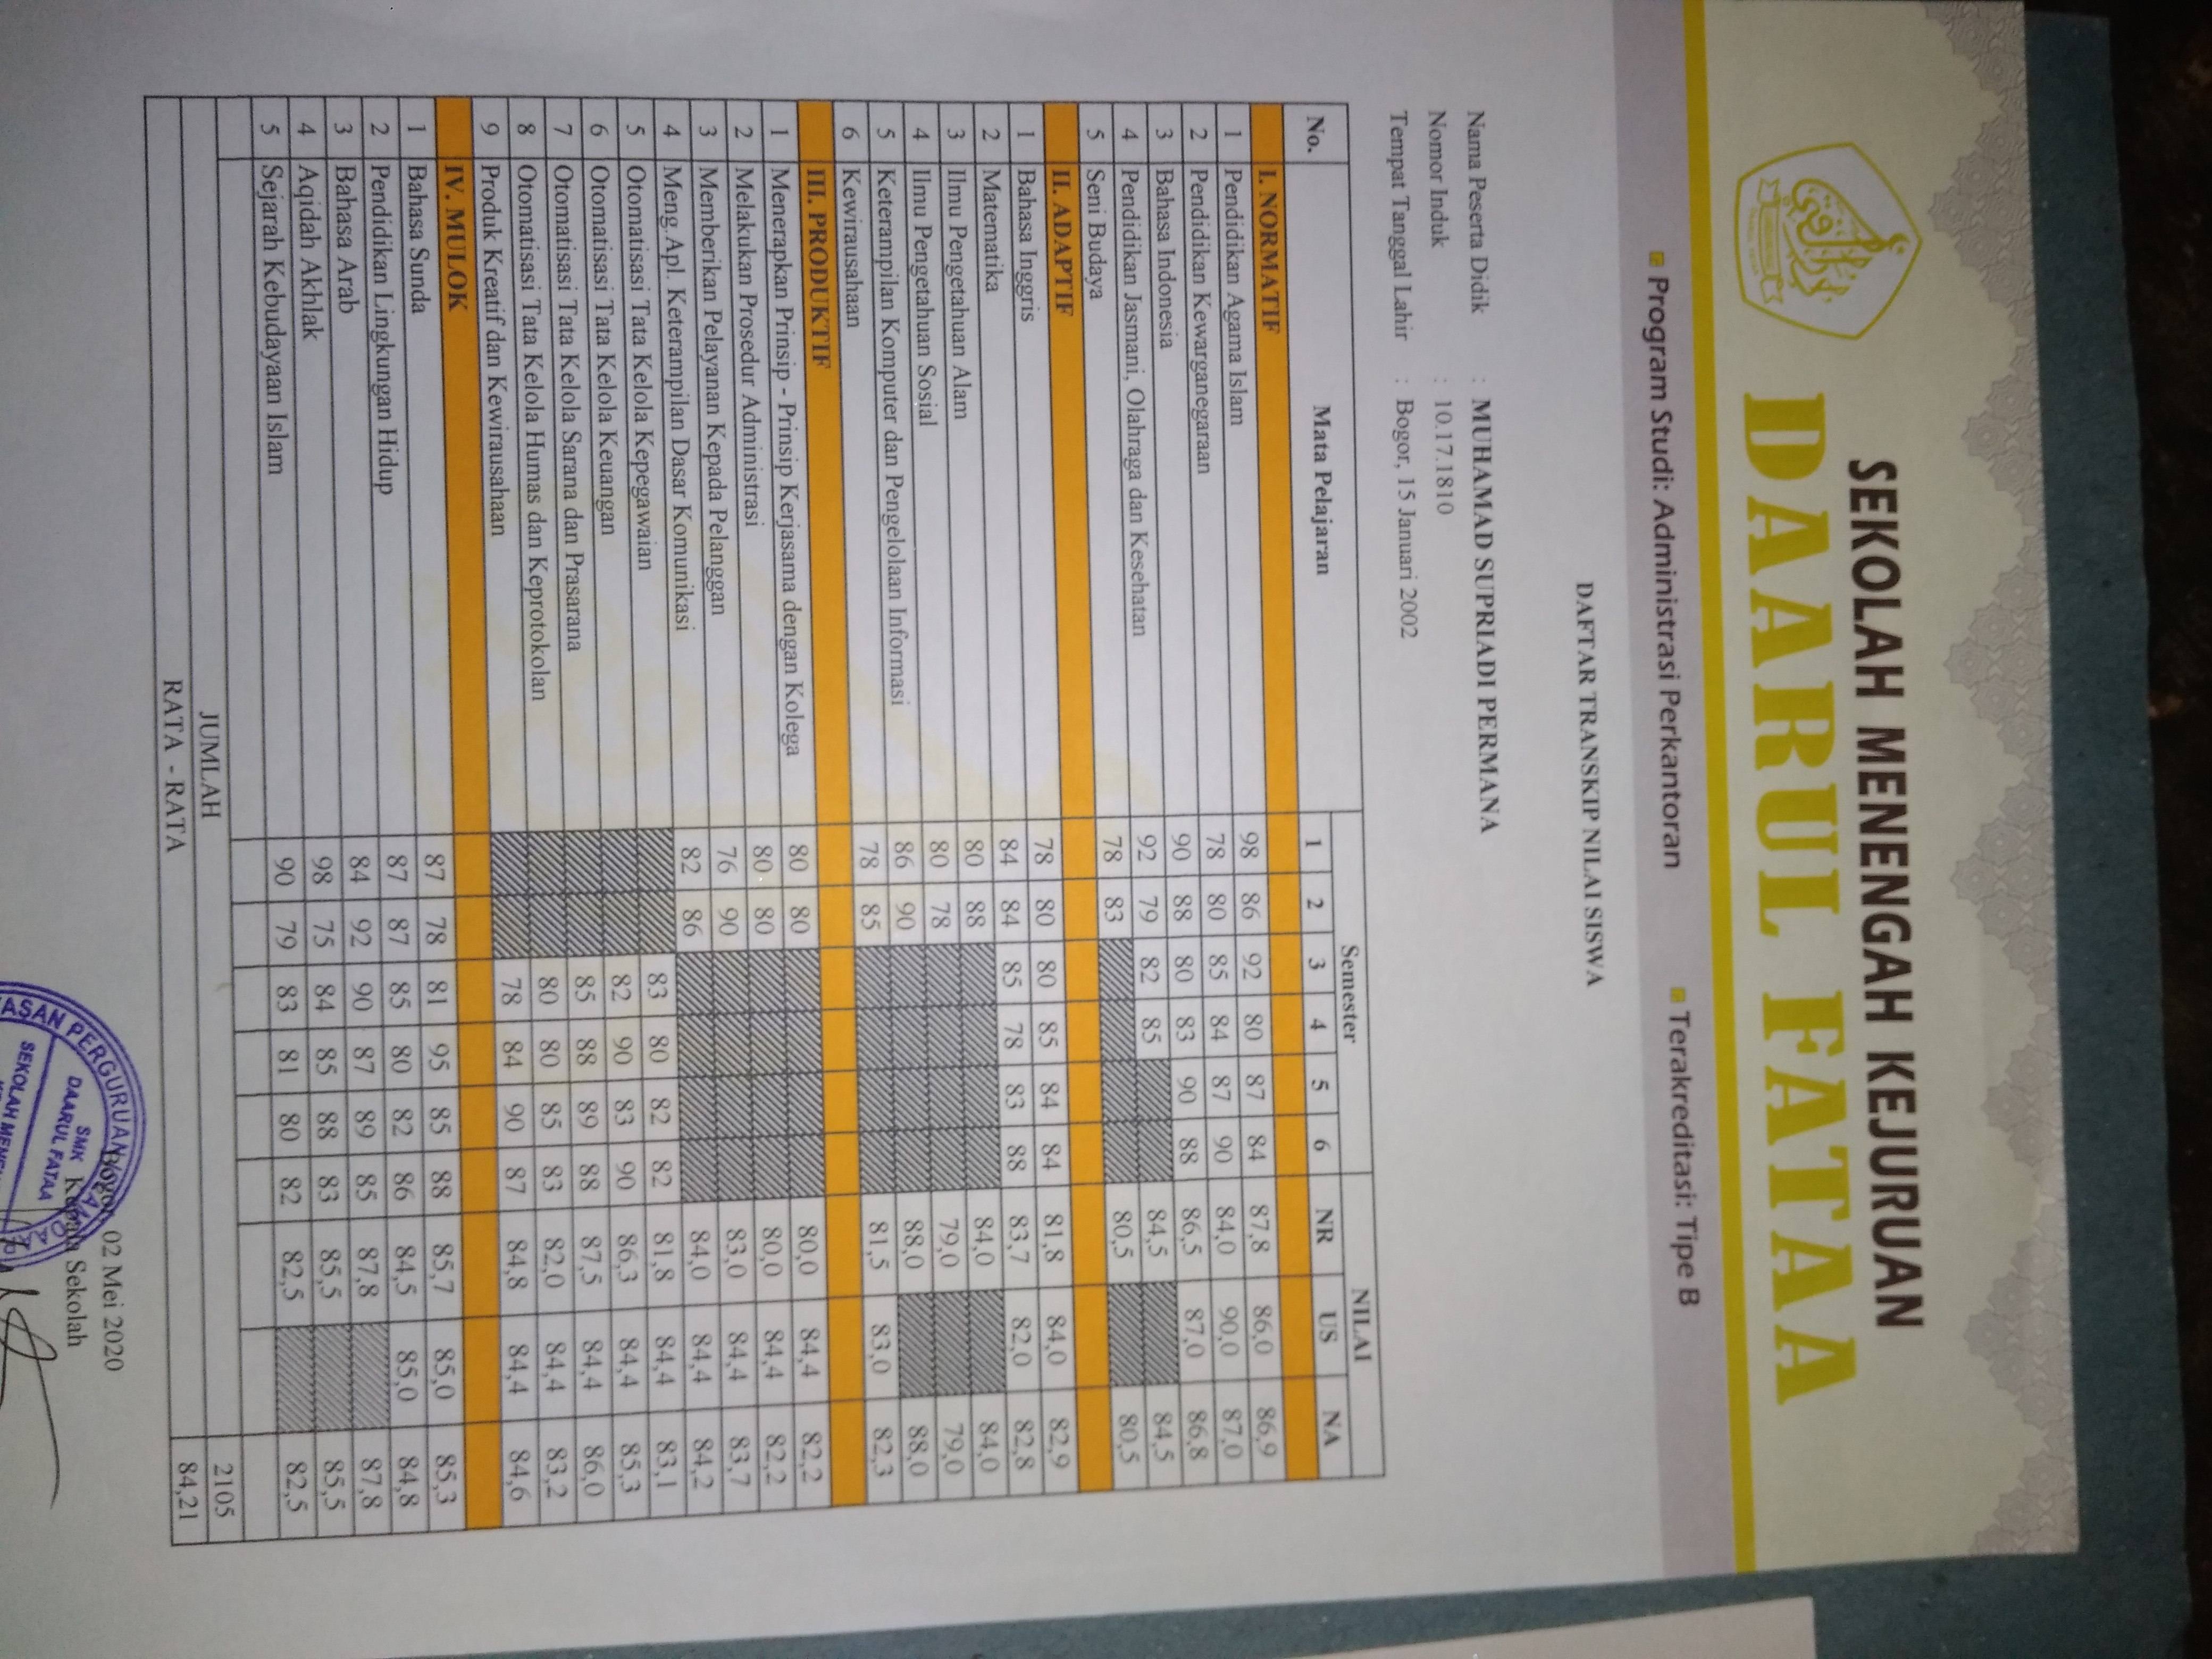 SEKOLAH MENENGAH KEJURUAN
DAARUL FATAA
Program Studi: Administrasi Perkantoran Terakreditasi: Tipe B
DAFTAR TRANSKIP NILAI SISWA
Nama Peserta Didik : MUHAMAD SUPRIADI PERMANA
Nomor Induk : 10.17.1810
Tempat Tanggal Lahir : Bogor, 15 Januari 2002
No. Mata Pelajaran Semester NILAI
1 2 3 4 5 6 NR US NA
I. NORMATIF
1 Pendidikan Agama Islam 98 86 92 80 87 84 87,8 86,0 86,9
2 Pendidikan Kewarganegaraan 78 80 85 84 87 90 84,0 90,0 87,0
3 Bahasa Indonesia 90 88 80 83 90 88 86,5 87,0 86,8
4 Pendidikan Jasmani, Olahraga dan Kesehatan 92 79 82 85 84,5 84,5
5 Seni Budaya 78 83 80,5 80,5
II. ADAPTIF
1 Bahasa Inggris 78 80 80 85 84 84 81,8 84,0 82,9
2 Matematika 84 84 85 78 83 88 83,7 82,0 82,8
3 Ilmu Pengetahuan Alam 80 88 84,0 84,0
4 Ilmu Pengetahuan Sosial 80 78 79,0 79,0
5 Keterampilan Komputer dan Pengelolaan Informasi 86 90 88,0 88,0
6 Kewirausahaan 78 85 81,5 83,0 82,3
III. PRODUKTIF
1 Menerapkan Prinsip - Prinsip Kerjasama dengan Kolega 80 80 80,0 84,4 82,2
2 Melakukan Prosedur Administrasi 80 80 80,0 84,4 82,2
3 Memberikan Pelayanan Kepada Pelanggan 76 90 83,0 84,4 83,7
4 Meng.Apl. Keterampilan Dasar Komunikasi 82 86 84,0 84,4 84,2
5 Otomatisasi Tata Kelola Kepegawaian 83 80 82 82 81,8 84,4 83,1
6 Otomatisasi Tata Kelola Keuangan 82 90 83 90 86,3 84,4 85,3
7 Otomatisasi Tata Kelola Sarana dan Prasarana 85 88 89 88 87,5 84,4 86,0
8 Otomatisasi Tata Kelola Humas dan Keprotokolan 80 80 85 83 82,0 84,4 83,2
9 Produk Kreatif dan Kewirausahaan 78 84 90 87 84,8 84,4 84,6
IV. MULOK
1 Bahasa Sunda 87 78 81 95 85 88 85,7 85,0 85,3
2 Pendidikan Lingkungan Hidup 87 87 85 80 82 86 84,5 85,0 84,8
3 Bahasa Arab 84 92 90 87 89 85 87,8 87,8
4 Aqidah Akhlak 98 75 84 85 88 83 85,5 85,5
5 Sejarah Kebudayaaan Islam 90 79 83 81 80 82 82,5 82,5
JUMLAH 2105
RATA - RATA 84,21
Bogor, 02 Mei 2020
Kepala Sekolah
PERGURUAN
SMK
DAARUL FATAA